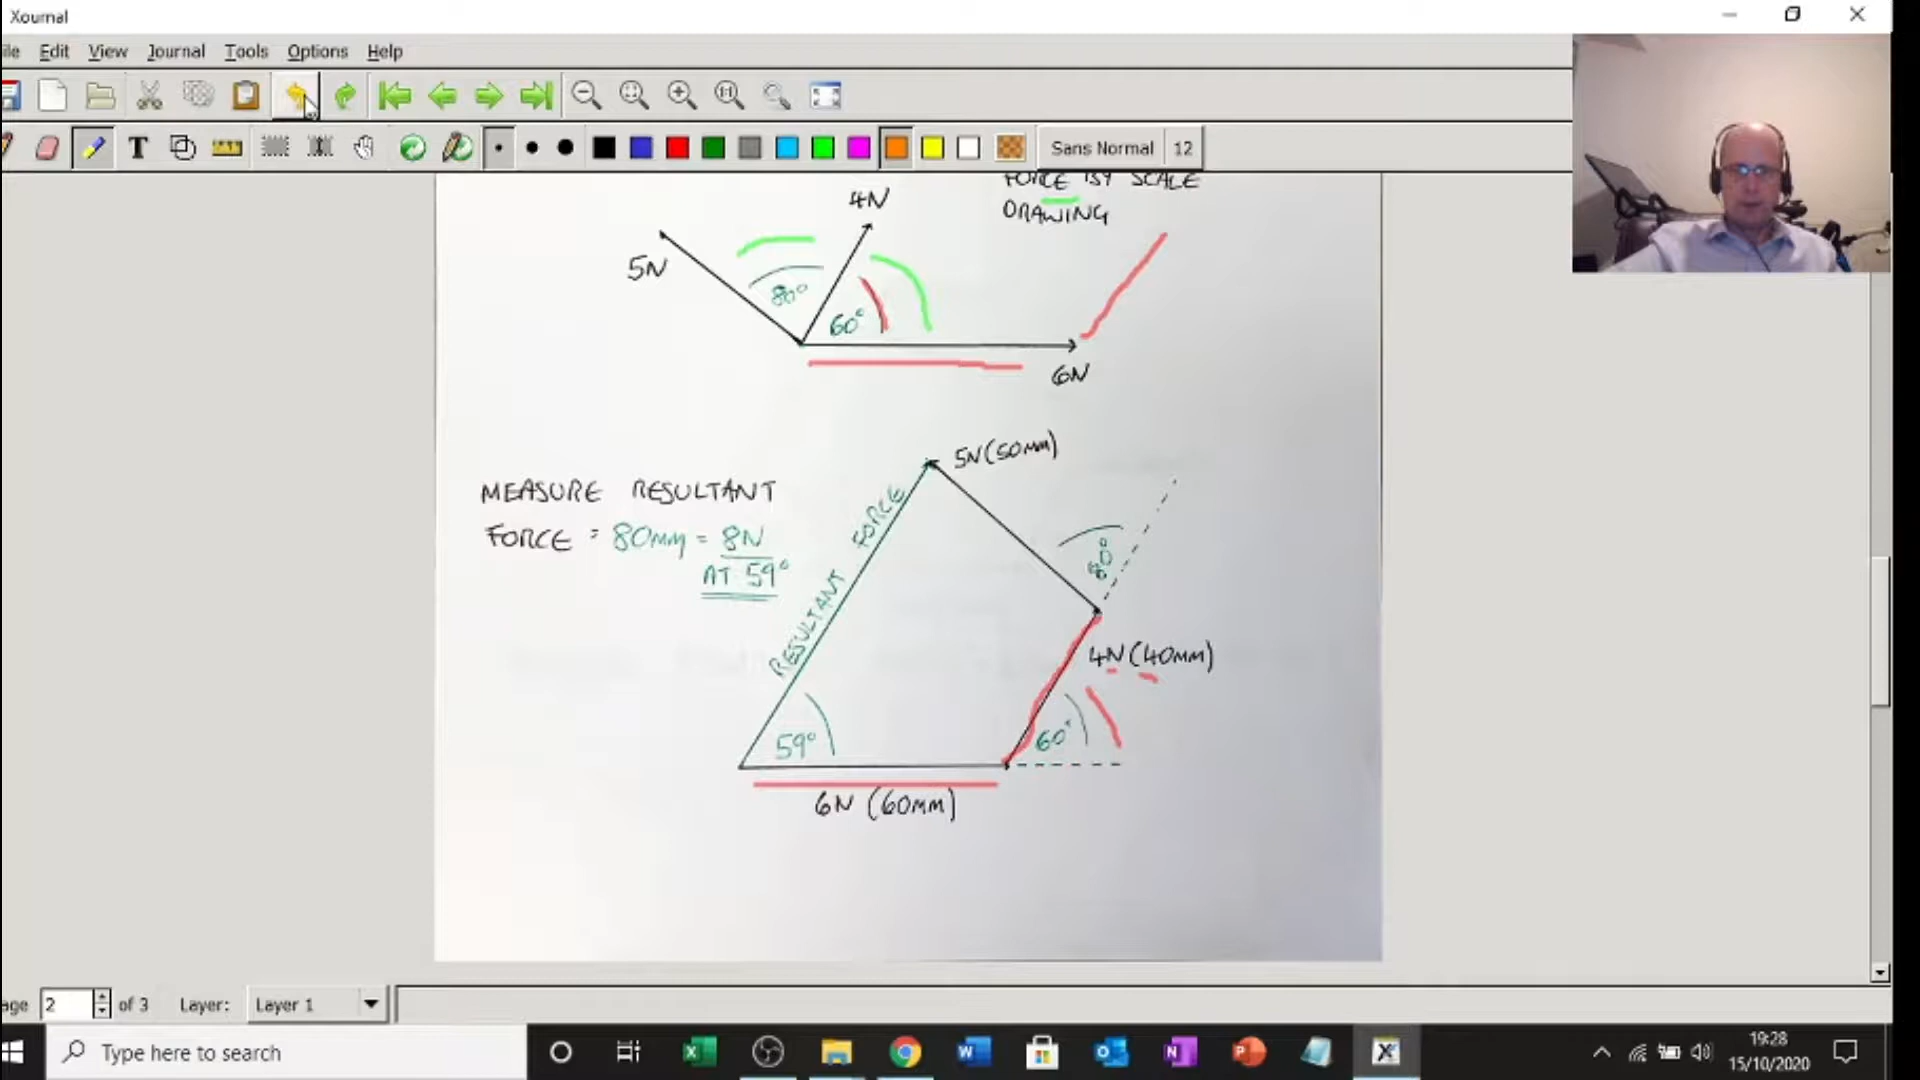 Xournal
ile Edit View Journal Tools Options Help
Sans Normal 12
FORCE BY SCALE
DRAWING
4N
5N
80°
60°
6N
5N (50mm)
MEASURE RESULTANT
FORCE = 80mm = 8N
AT 59°
RESULTANT FORCE
80°
4N (40mm)
59°
60°
6N (60mm)
age 2 of 3 Layer: Layer 1
Type here to search
19:28
15/10/2020